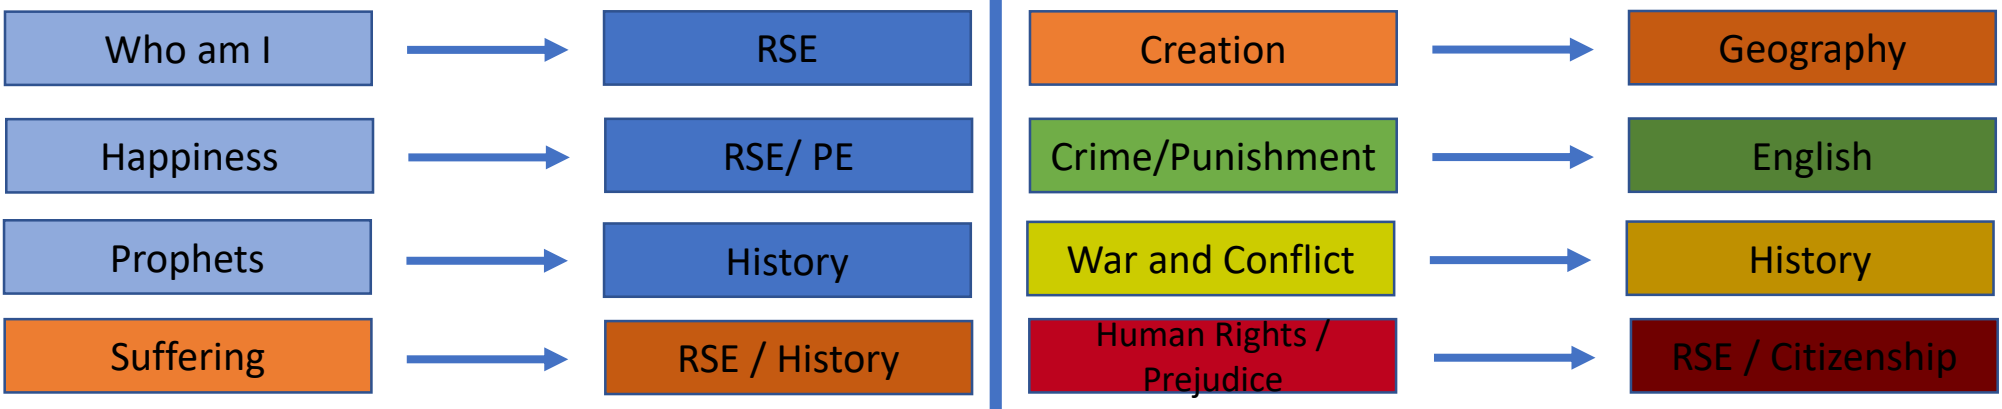 Who am I
RSE
Happiness
RSE/ PE
Prophets
History
Suffering
RSE / History
Creation
Geography
Crime/Punishment
English
War and Conflict
History
Human Rights /
Prejudice
RSE / Citizenship